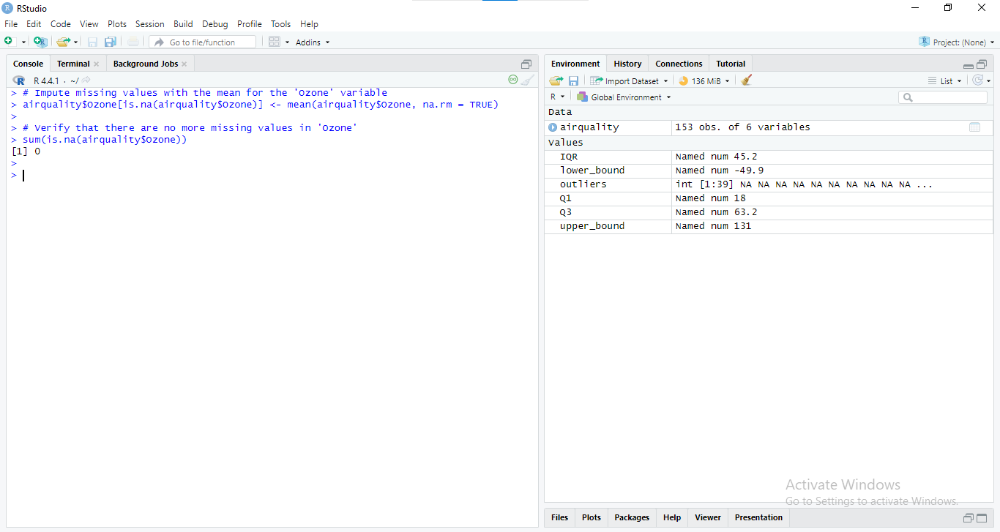 RStudio
File Edit Code View Plots Session Build Debug Profile Tools Help
Go to file/function Addins Project: (None)
Console Terminal Background Jobs
R 4.4.1 · ~/
> # Impute missing values with the mean for the 'Ozone' variable
> airquality$Ozone[is.na(airquality$Ozone)] <- mean(airquality$Ozone, na.rm = TRUE)
>
> # Verify that there are no more missing values in 'Ozone'
> sum(is.na(airquality$Ozone))
[1] 0
>
>
Environment History Connections Tutorial
Import Dataset 136 MiB List
R Global Environment
Data
airquality 153 obs. of 6 variables
Values
IQR Named num 45.2
lower_bound Named num -49.9
outliers int [1:39] NA NA NA NA NA NA NA NA NA NA ...
Q1 Named num 18
Q3 Named num 63.2
upper_bound Named num 131
Activate Windows
Go to Settings to activate Windows.
Files Plots Packages Help Viewer Presentation